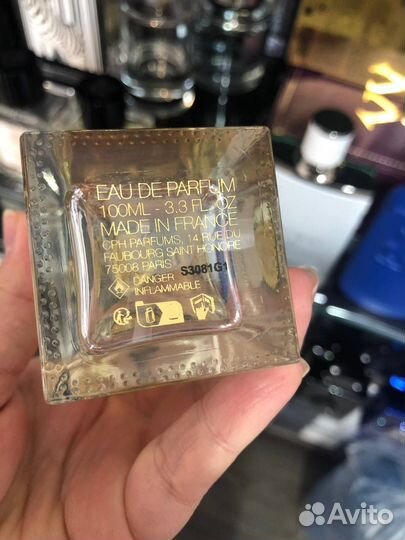 EAU DE PARFUM
100ML - 3.3 FL. OZ
MADE IN FRANCE
CPH PARFUMS, 14 RUE DU
FAUBOURG SAINT HONORE
75008 PARIS S3081G1
DANGER
INFLAMMABLE
Avito